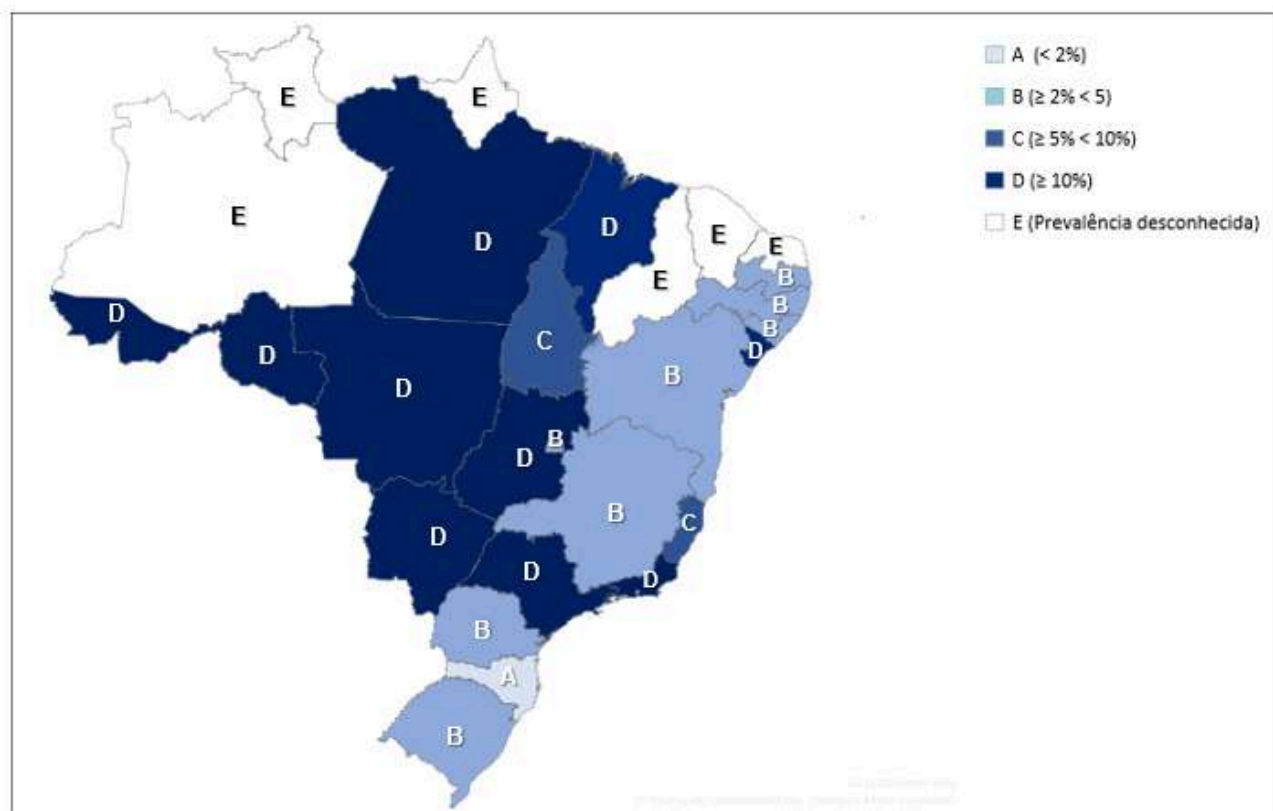 A (< 2%)
B (≥ 2% < 5)
C (≥ 5% < 10%)
D (≥ 10%)
E (Prevalência desconhecida)
E
E
E
D
D
E
E
E
B
B
B
D
D
D
D
C
B
D
B
D
B
C
D
D
D
B
A
B